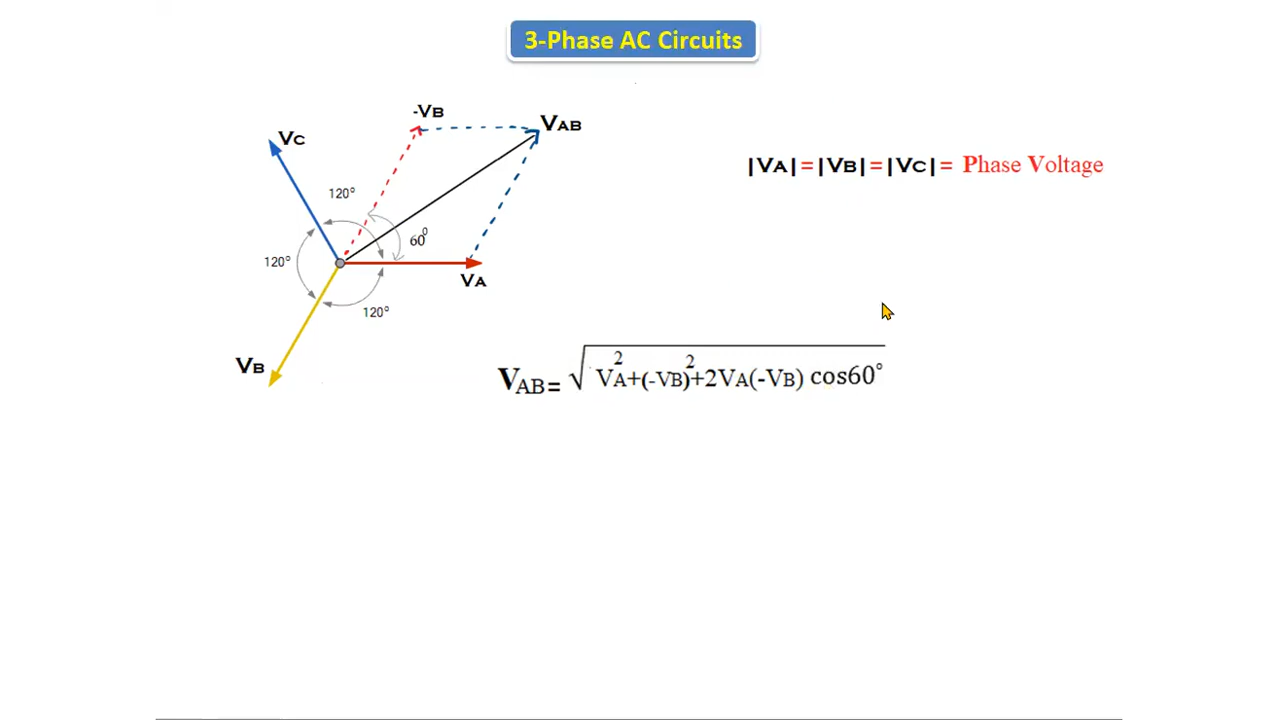 3-Phase AC Circuits
-VB
VAB
VC
|VA|=|VB|=|VC|= Phase Voltage
120°
60⁰
120°
VA
120°
VB
VAB= √VA²+(-VB)²+2VA(-VB) cos60°